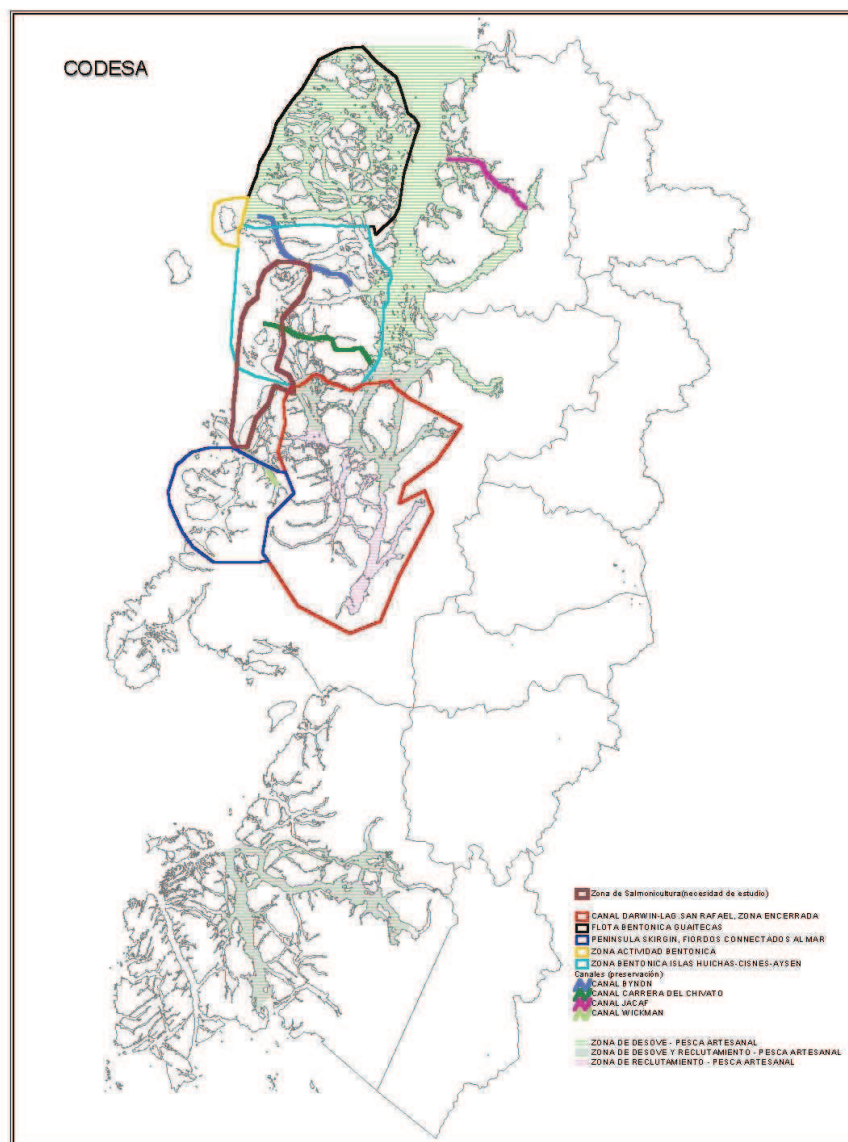 CODESA
Zona de Salmonicultura(necesidad de estudio)
CANAL DARWIN-LAG. SAN RAFAEL, ZONA ENCERRADA
FLOTA BENTONICA GUAITECAS
PENINSULA SKIRGIN, FIORDOS CONNECTADOS AL MAR
ZONA ACTIVIDAD BENTONICA
ZONA BENTONICA ISLAS HUICHAS-CISNES-AYSEN
Canales (preservación)
CANAL BYNON
CANAL CARRERA DEL CHIVATO
CANAL JACAF
CANAL WICKMAN
ZONA DE DESOVE - PESCA ARTESANAL
ZONA DE DESOVE Y RECLUTAMIENTO - PESCA ARTESANAL
ZONA DE RECLUTAMIENTO - PESCA ARTESANAL